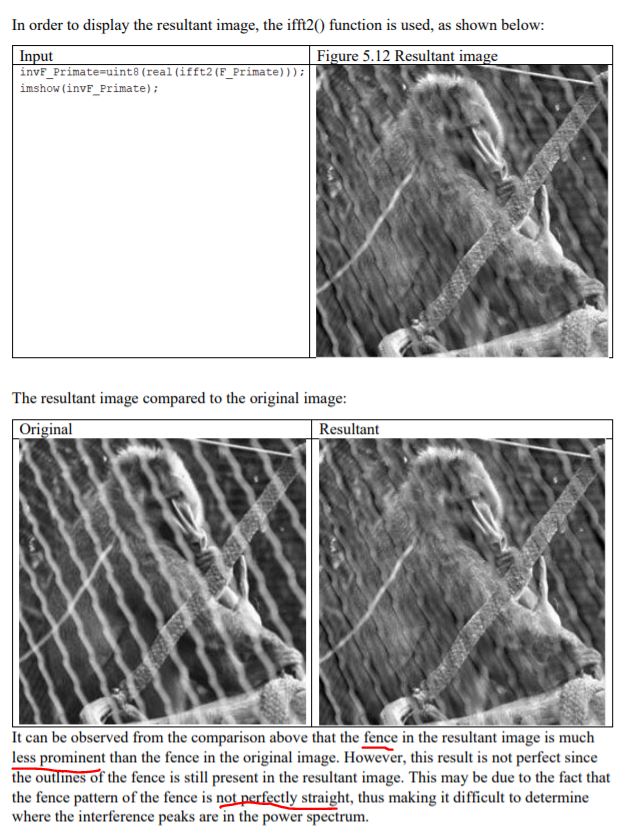 In order to display the resultant image, the ifft2() function is used, as shown below:
Input
Figure 5.12 Resultant image
invF_Primate=uint8(real(ifft2(F_Primate)));
imshow(invF_Primate);
The resultant image compared to the original image:
Original
Resultant
It can be observed from the comparison above that the fence in the resultant image is much
less prominent than the fence in the original image. However, this result is not perfect since
the outlines of the fence is still present in the resultant image. This may be due to the fact that
the fence pattern of the fence is not perfectly straight, thus making it difficult to determine
where the interference peaks are in the power spectrum.